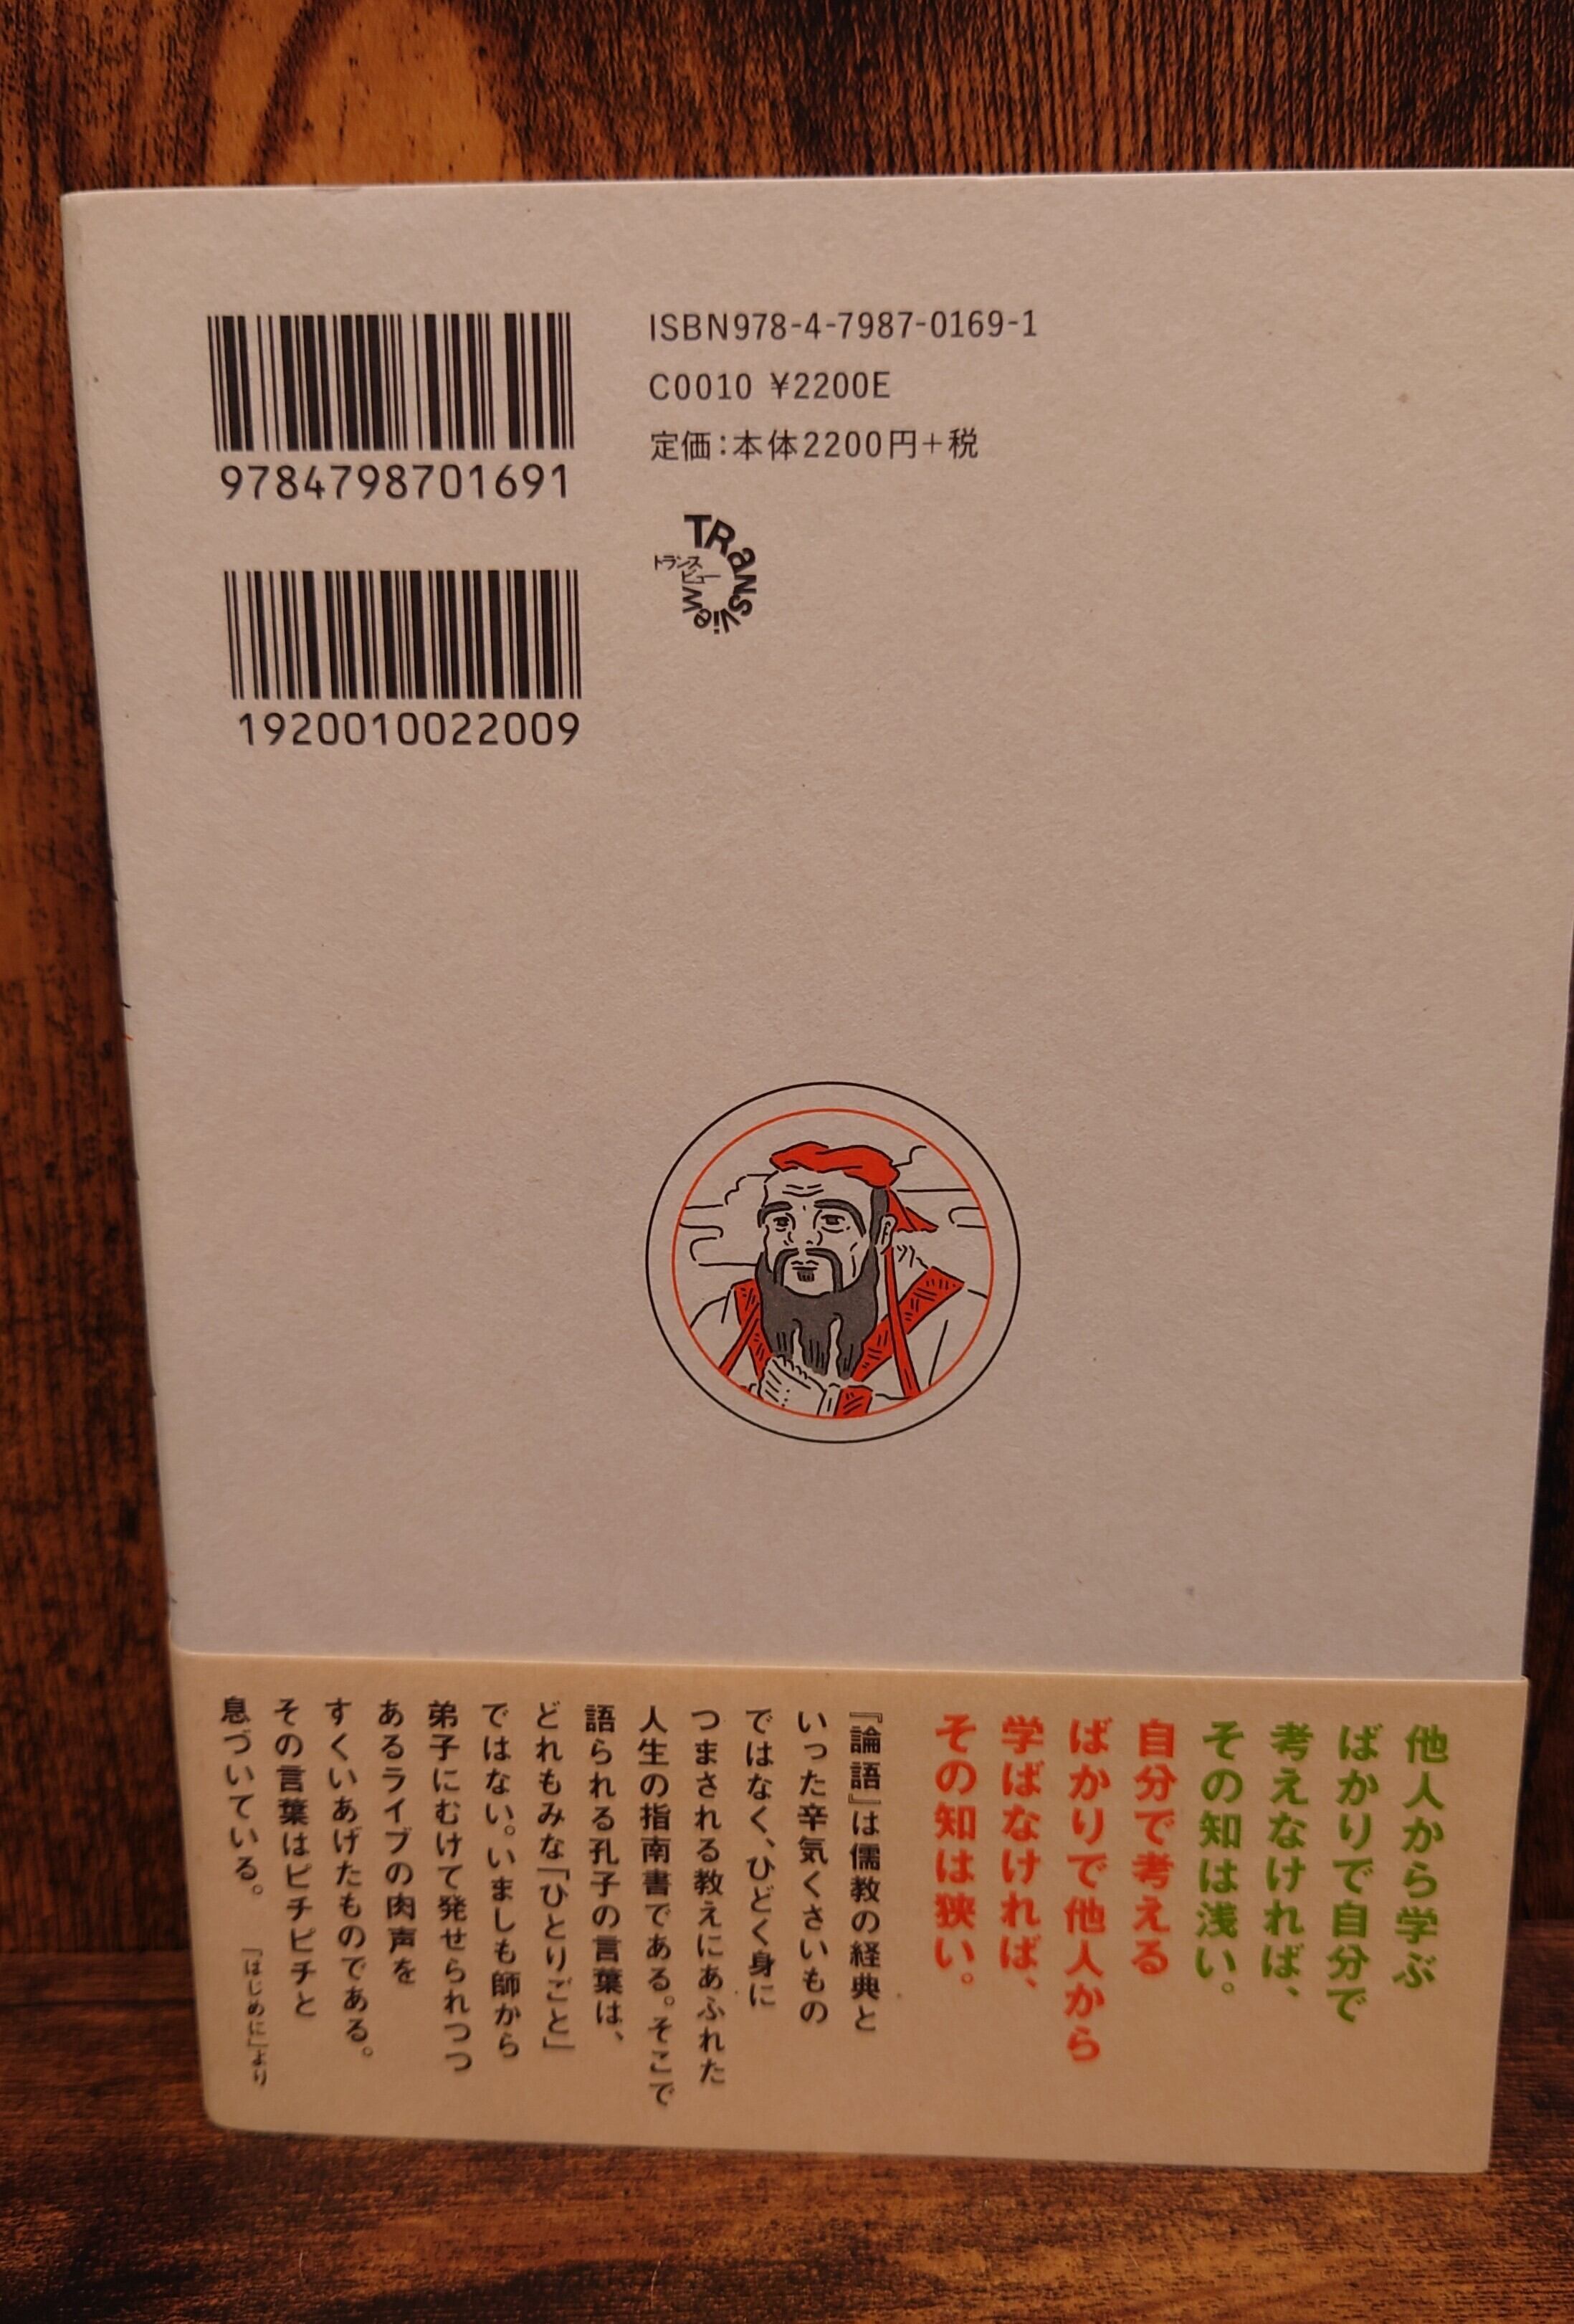 9784798701691
1920010022009
ISBN978-4-7987-0169-1
C0010 ¥2200E
定価:本体2200円+税
TRansview
トランス
ビュー
他人から学ぶ
ばかりで自分で
考えなければ、
その知は浅い。
自分で考える
ばかりで他人から
学ばなければ、
その知は狭い。
『論語』は儒教の経典と
いった辛気くさいもの
ではなく、ひどく身に
つまされる教えにあふれた
人生の指南書である。そこで
語られる孔子の言葉は、
どれもみな「ひとりごと」
ではない。いましも師から
弟子にむけて発せられつつ
あるライブの肉声を
すくいあげたものである。
その言葉はピチピチと
息づいている。
『はじめに』より